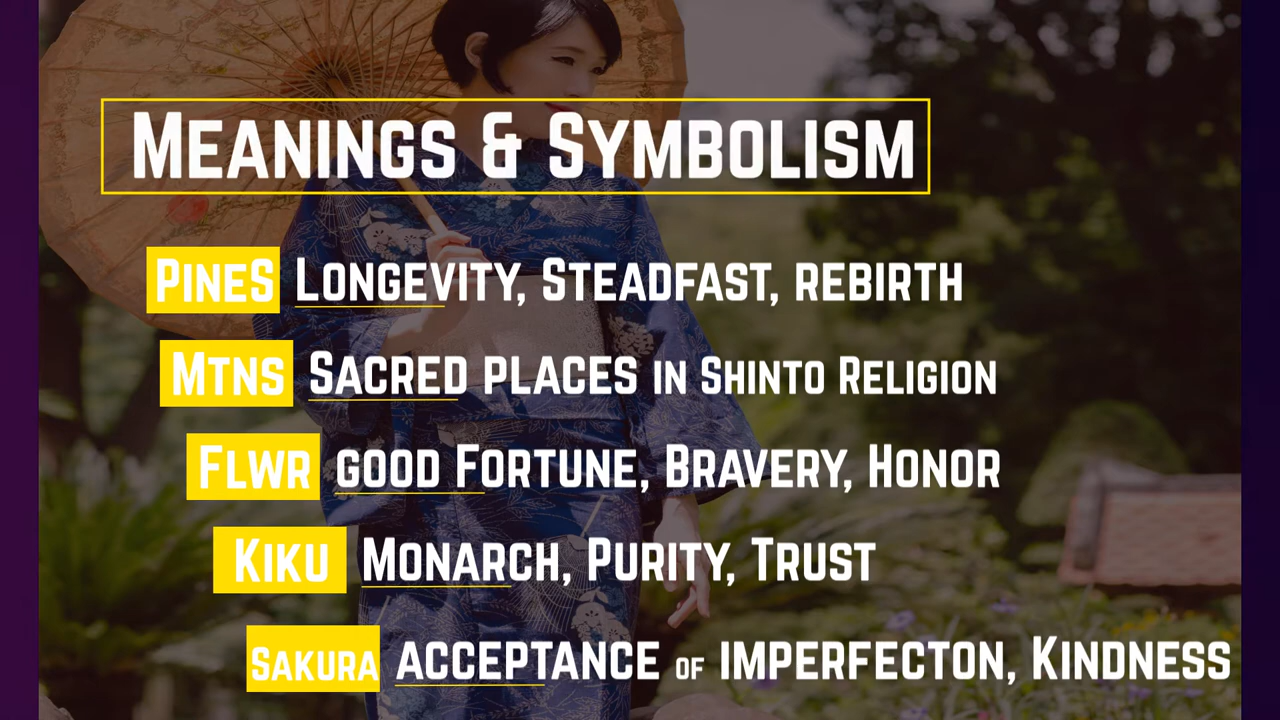 Meanings & Symbolism
Pines Longevity, Steadfast, rebirth
Mtns Sacred places in Shinto Religion
Flwr good Fortune, Bravery, Honor
Kiku Monarch, Purity, Trust
Sakura acceptance of imperfecton, Kindness